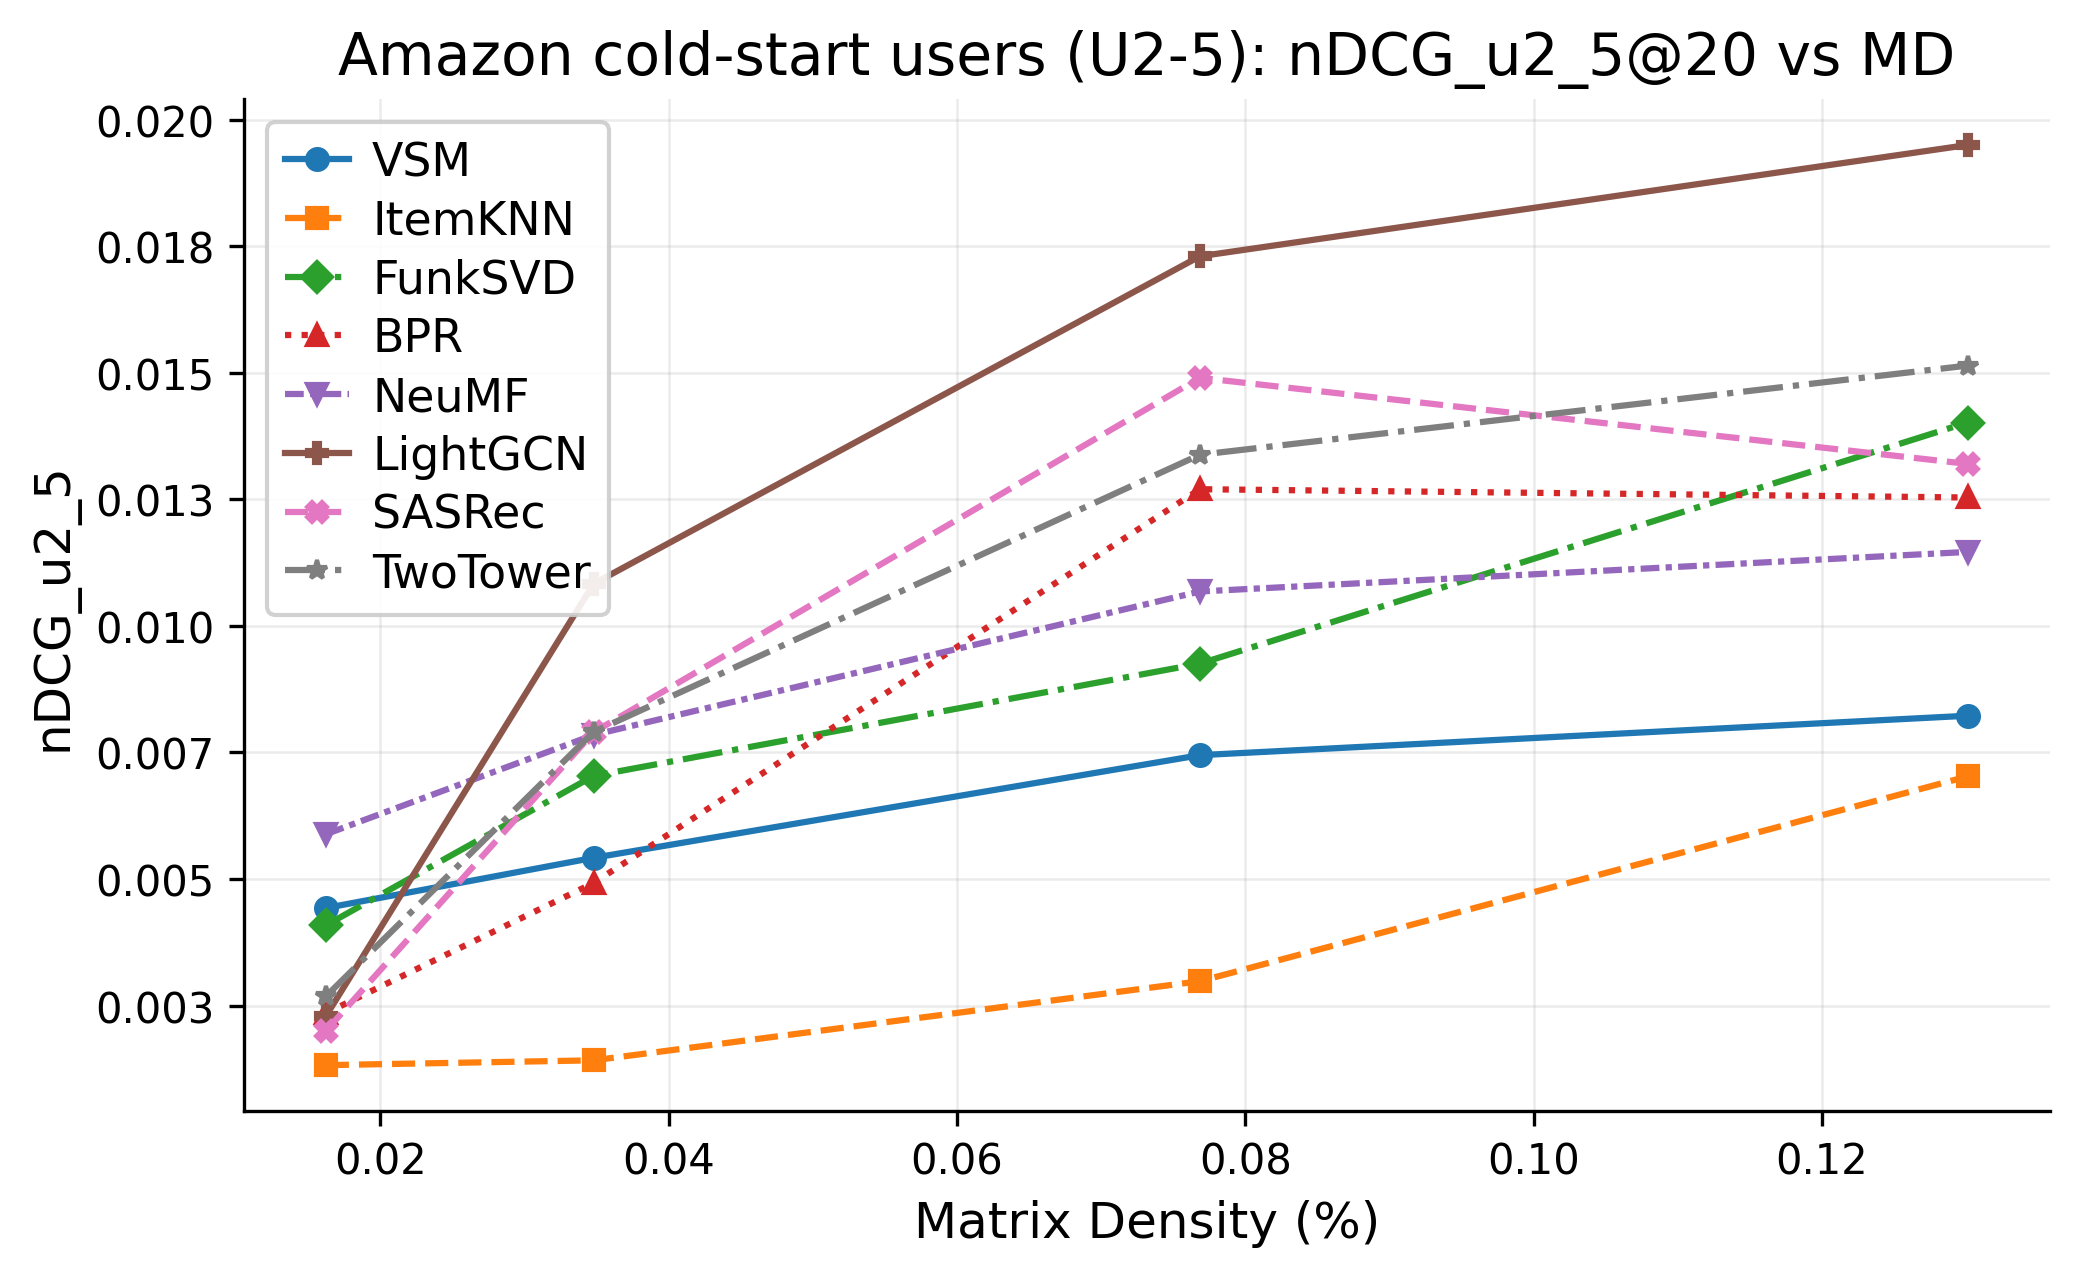 Amazon cold-start users (U2-5): nDCG_u2_5@20 vs MD
nDCG_u2_5
0.020
0.018
0.015
0.013
0.010
0.007
0.005
0.003
VSM
ItemKNN
FunkSVD
BPR
NeuMF
LightGCN
SASRec
TwoTower
0.02 0.04 0.06 0.08 0.10 0.12
Matrix Density (%)